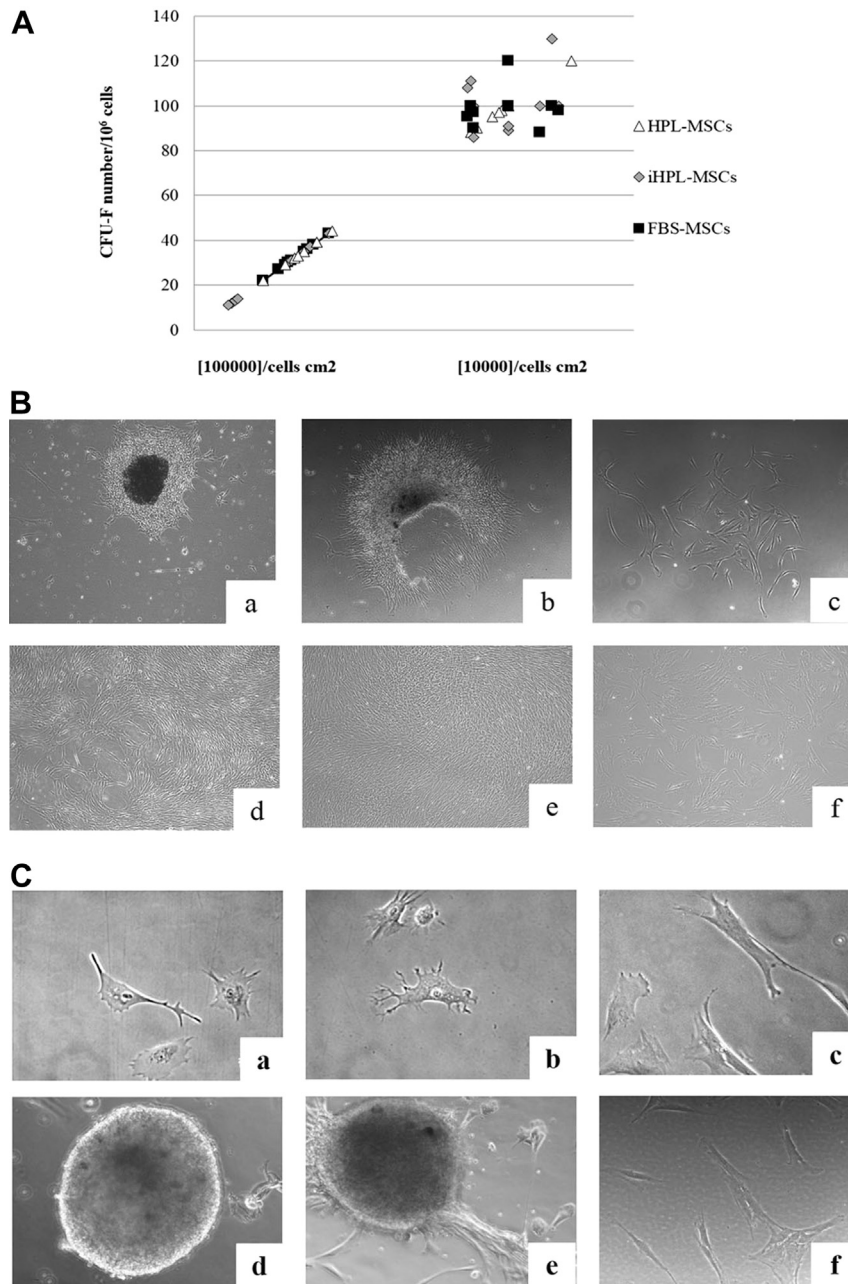 A
CFU-F number/10⁶ cells
140
120
100
80
60
40
20
0
[100000]/cells cm2
[10000]/cells cm2
HPL-MSCs
iHPL-MSCs
FBS-MSCs
B
a
b
c
d
e
f
C
a
b
c
d
e
f